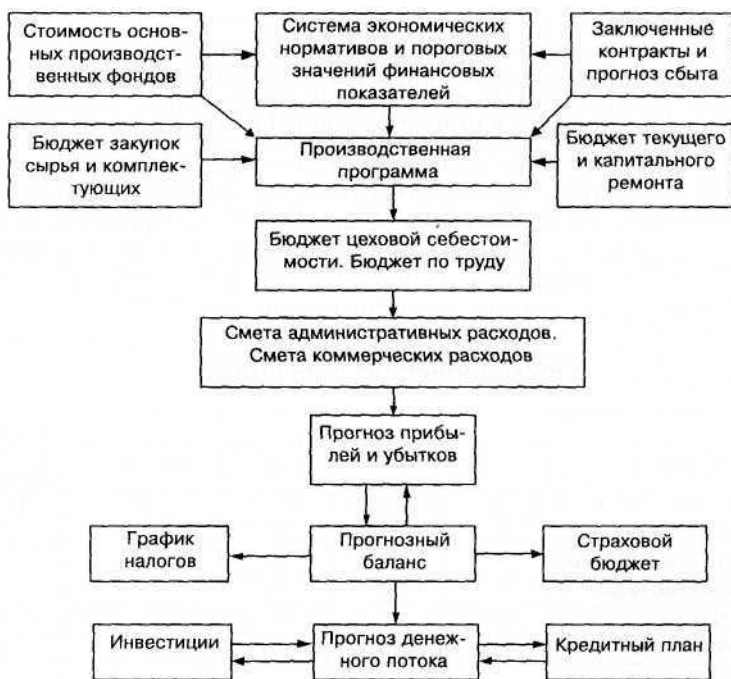 Стоимость основ-
ных производст-
венных фондов
Система экономических
нормативов и пороговых
значений финансовых
показателей
Заключенные
контракты и
прогноз сбыта
Бюджет закупок
сырья и комплек-
тующих
Производственная
программа
Бюджет текущего
и капитального
ремонта
Бюджет цеховой себестои-
мости. Бюджет по труду
Смета административных расходов.
Смета коммерческих расходов
Прогноз прибы-
лей и убытков
График
налогов
Прогнозный
баланс
Страховой
бюджет
Инвестиции
Прогноз денеж-
ного потока
Кредитный план